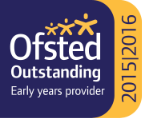 Ofsted
Outstanding
Early years provider
2015|2016